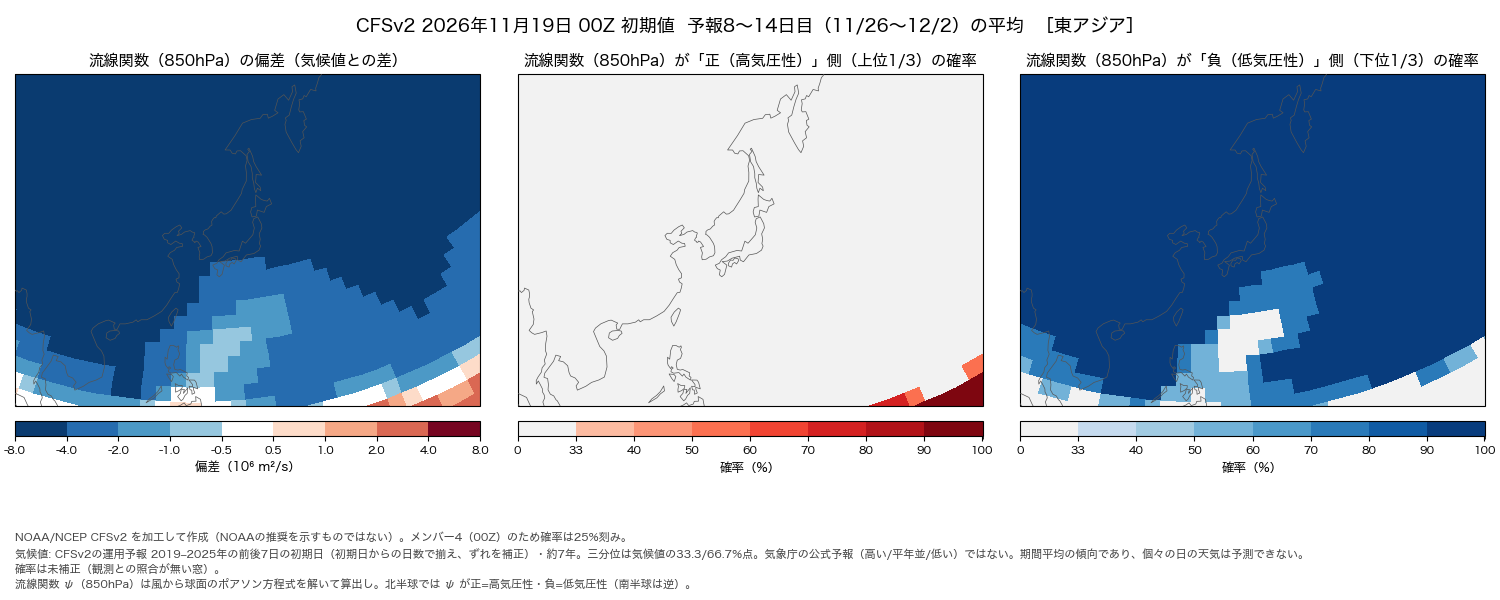 CFSv2 2026年11月19日 00Z 初期値 予報8～14日目（11/26～12/2）の平均 ［東アジア］
流線関数（850hPa）の偏差（気候値との差）
流線関数（850hPa）が「正（高気圧性）」側（上位1/3）の確率
流線関数（850hPa）が「負（低気圧性）」側（下位1/3）の確率
-8.0 -4.0 -2.0 -1.0 -0.5 0.5 1.0 2.0 4.0 8.0
偏差（10⁶ m²/s）
0 33 40 50 60 70 80 90 100
確率（%）
0 33 40 50 60 70 80 90 100
確率（%）
NOAA/NCEP CFSv2 を加工して作成（NOAAの推奨を示すものではない）。メンバー4（00Z）のため確率は25%刻み。
気候値: CFSv2の運用予報 2019–2025年の前後7日の初期日（初期日からの日数で揃え、ずれを補正）・約7年。三分位は気候値の33.3/66.7%点。気象庁の公式予報（高い/平年並/低い）ではない。期間平均の傾向であり、個々の日の天気は予測できない。
確率は未補正（観測との照合が無い窓）。
流線関数 ψ（850hPa）は風から球面のポアソン方程式を解いて算出し。北半球では ψ が正=高気圧性・負=低気圧性（南半球は逆）。